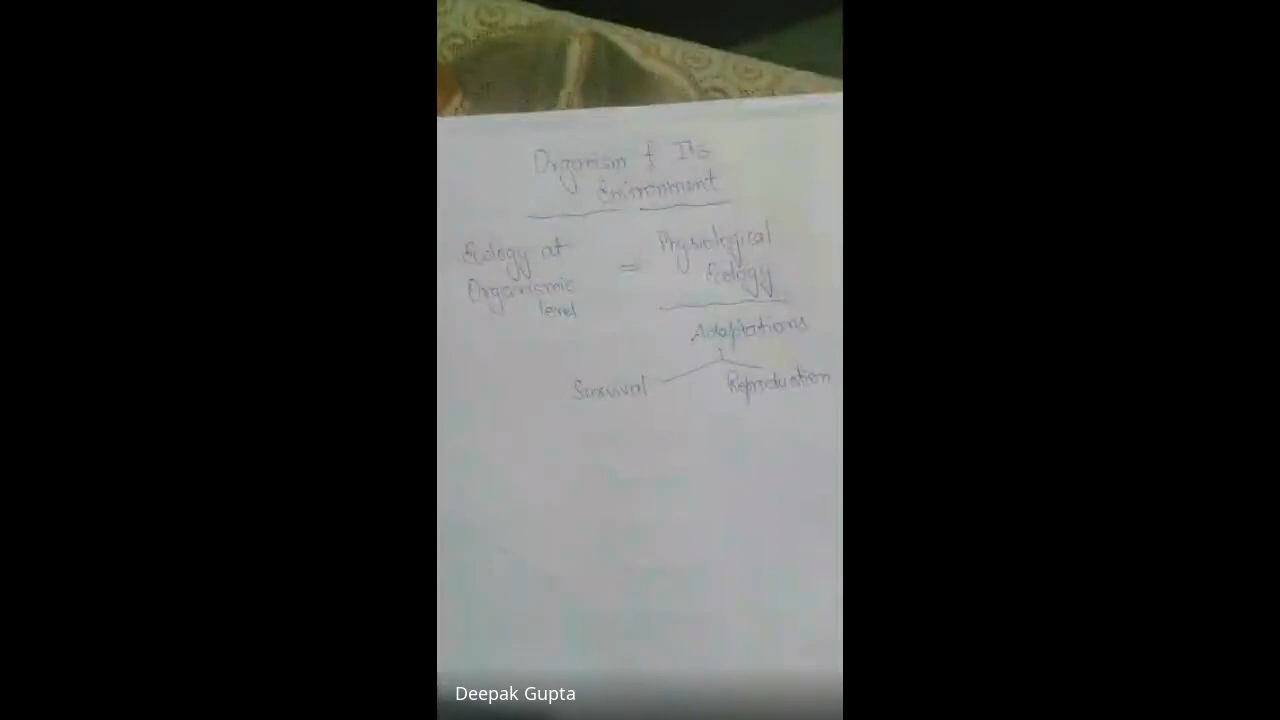 Organism & Its
Environment
Ecology at
Organismic
level
=
Physiological
Ecology
Adaptations
Survival
Reproduction
Deepak Gupta